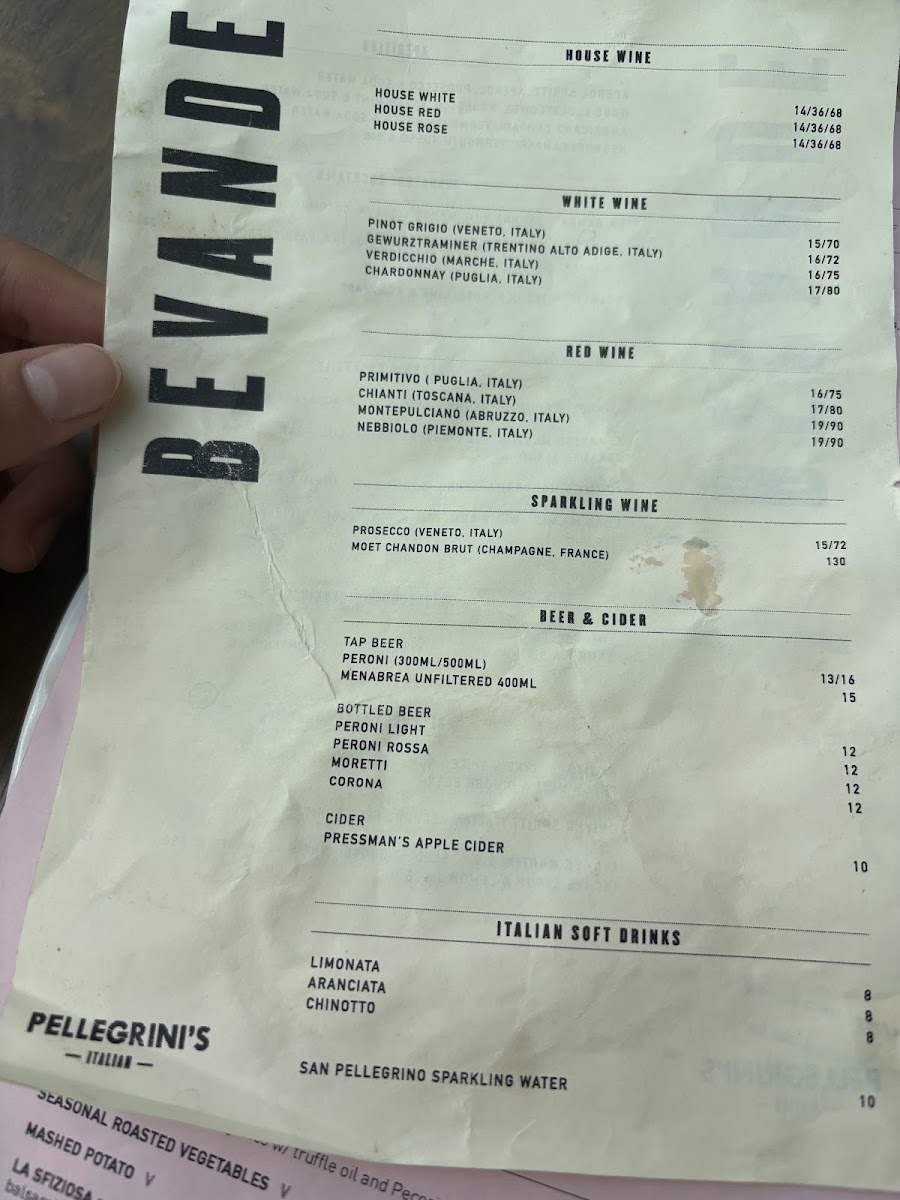 BEVANDE
HOUSE WINE
HOUSE WHITE 14/36/68
HOUSE RED 14/36/68
HOUSE ROSE 14/36/68
WHITE WINE
PINOT GRIGIO (VENETO, ITALY) 15/70
GEWURZTRAMINER (TRENTINO ALTO ADIGE, ITALY) 16/72
VERDICCHIO (MARCHE, ITALY) 16/75
CHARDONNAY (PUGLIA, ITALY) 17/80
RED WINE
PRIMITIVO ( PUGLIA, ITALY) 16/75
CHIANTI (TOSCANA, ITALY) 17/80
MONTEPULCIANO (ABRUZZO, ITALY) 19/90
NEBBIOLO (PIEMONTE, ITALY) 19/90
SPARKLING WINE
PROSECCO (VENETO, ITALY) 15/72
MOET CHANDON BRUT (CHAMPAGNE, FRANCE) 130
BEER & CIDER
TAP BEER
PERONI (300ML/500ML) 13/16
MENABREA UNFILTERED 400ML 15
BOTTLED BEER
PERONI LIGHT 12
PERONI ROSSA 12
MORETTI 12
CORONA 12
CIDER
PRESSMAN'S APPLE CIDER 10
ITALIAN SOFT DRINKS
LIMONATA 8
ARANCIATA 8
CHINOTTO 8
SAN PELLEGRINO SPARKLING WATER 10
PELLEGRINI'S
ITALIAN
w/ truffle oil and
SEASONAL ROASTED VEGETABLES V
MASHED POTATO V
LA SFIZIOSA